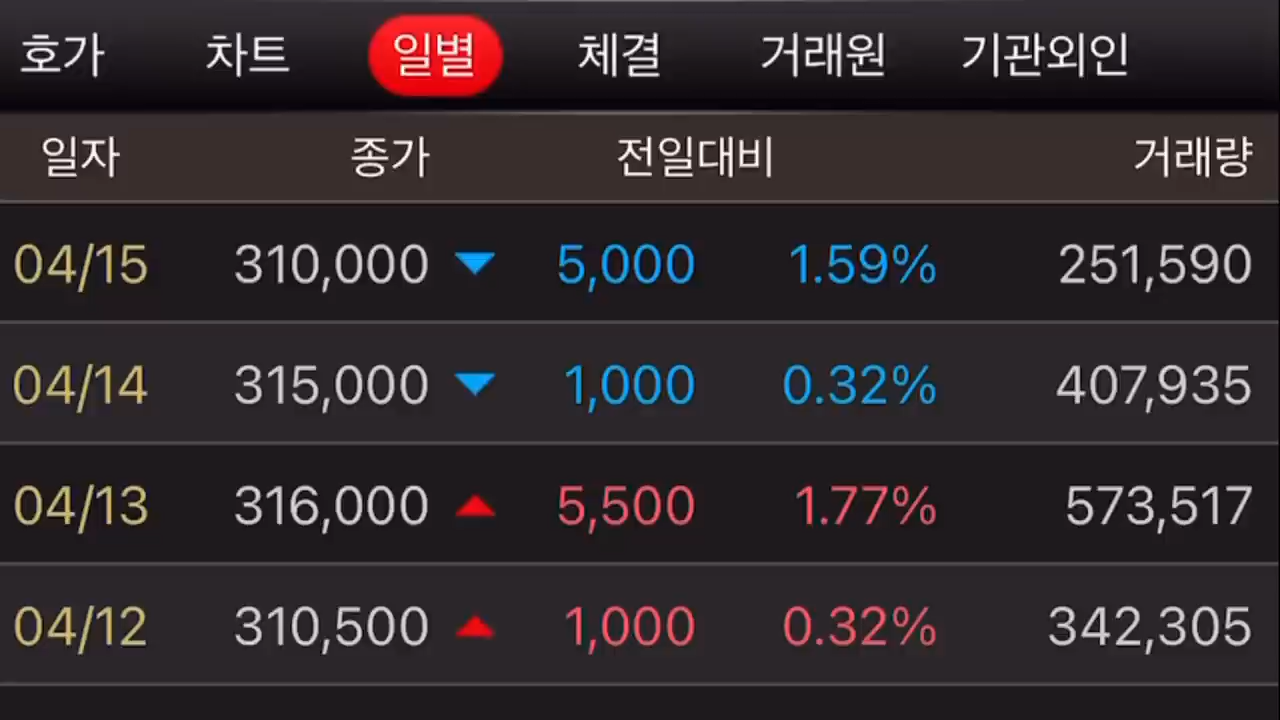 호가 차트 일별 체결 거래원 기관외인
일자 종가 전일대비 거래량
04/15 310,000 ▼ 5,000 1.59% 251,590
04/14 315,000 ▼ 1,000 0.32% 407,935
04/13 316,000 ▲ 5,500 1.77% 573,517
04/12 310,500 ▲ 1,000 0.32% 342,305